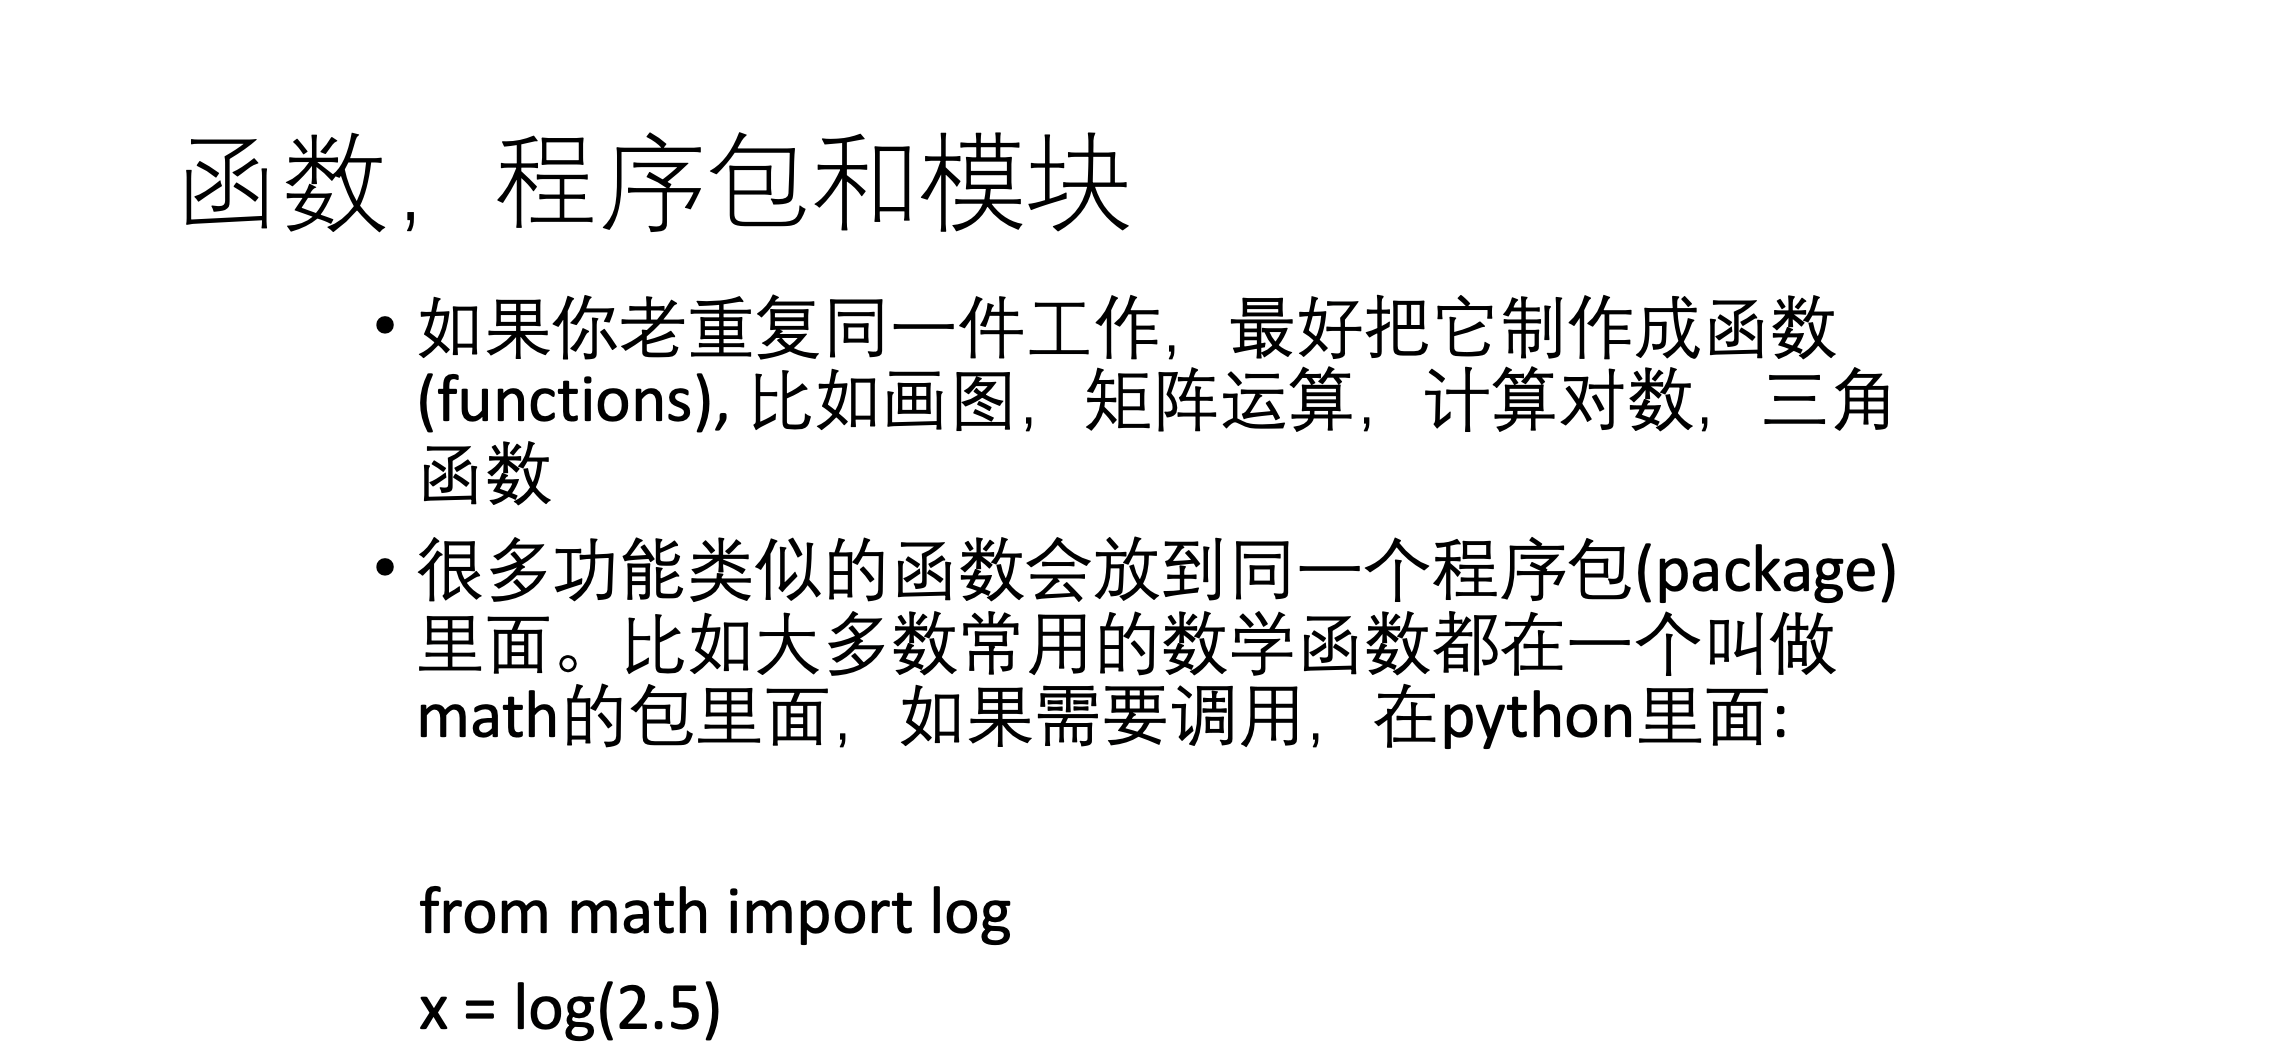 函数，程序包和模块
• 如果你老重复同一件工作，最好把它制作成函数
(functions), 比如画图，矩阵运算，计算对数，三角
函数
• 很多功能类似的函数会放到同一个程序包(package)
里面。比如大多数常用的数学函数都在一个叫做
math的包里面，如果需要调用，在python里面:
from math import log
x = log(2.5)